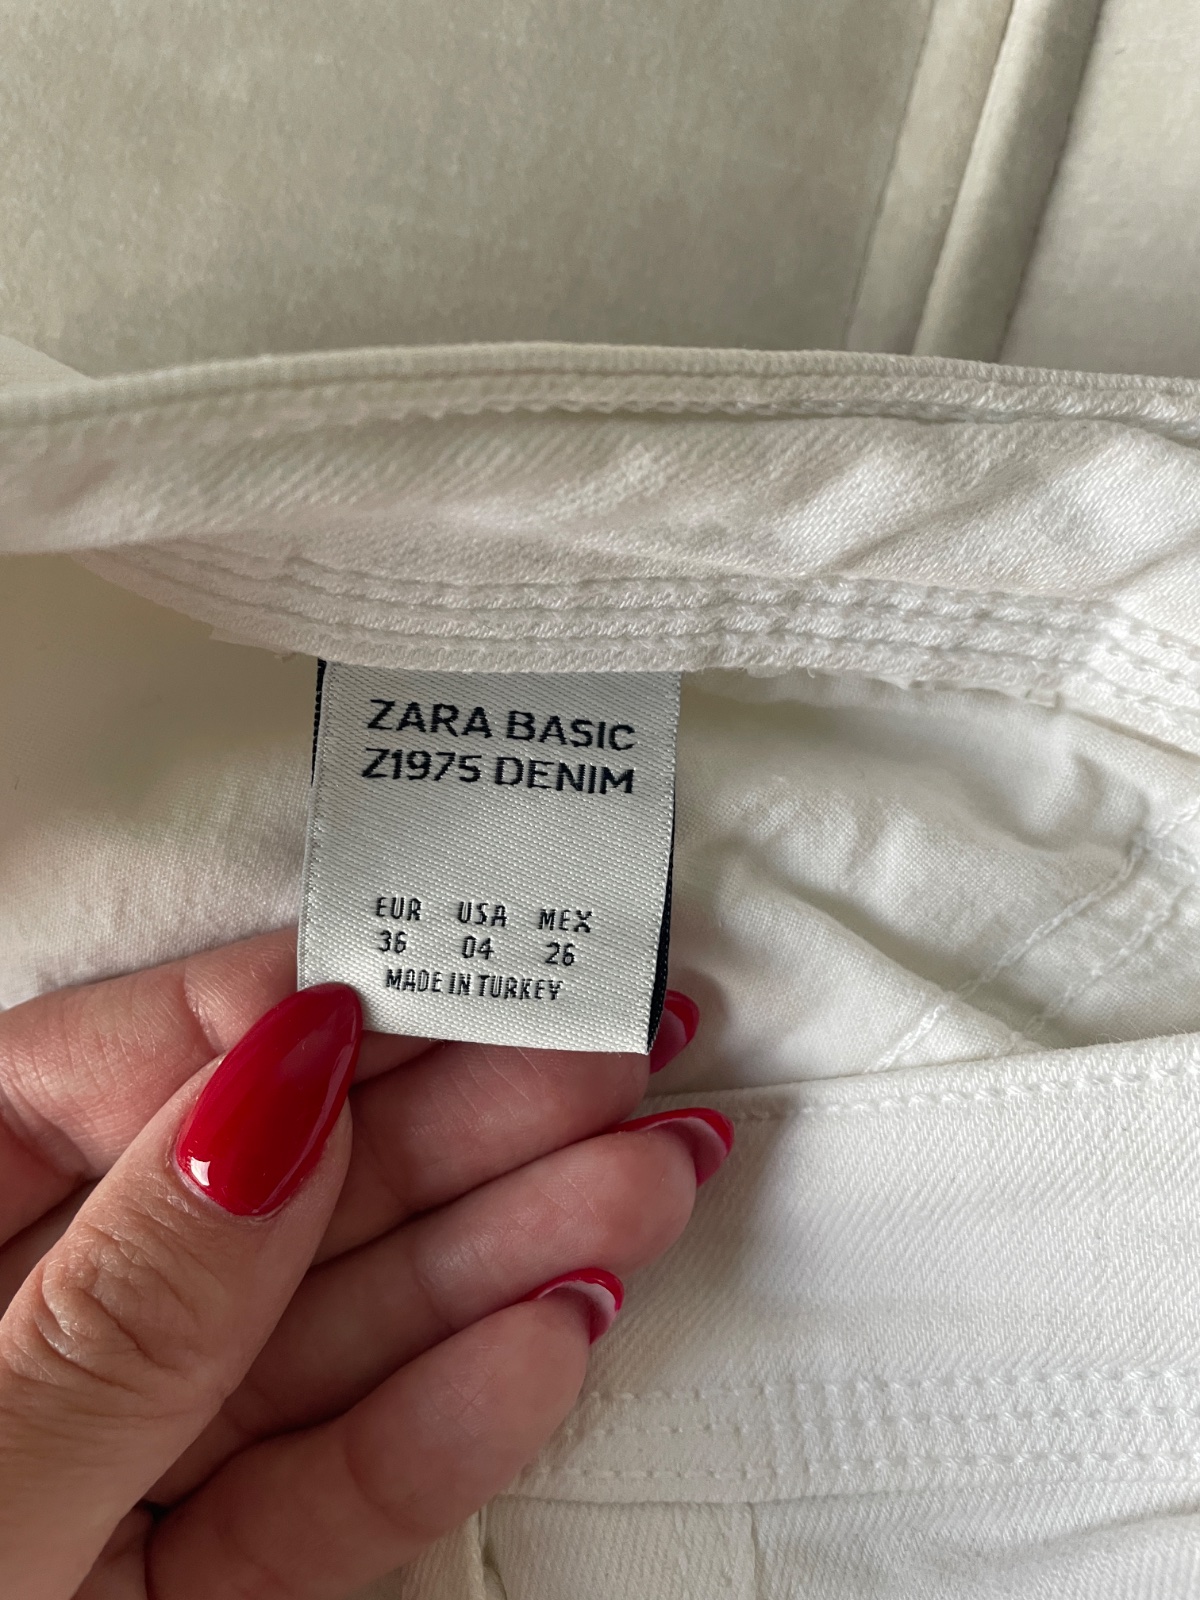 ZARA BASIC
Z1975 DENIM
EUR USA MEX
36 04 26
MADE IN TURKEY